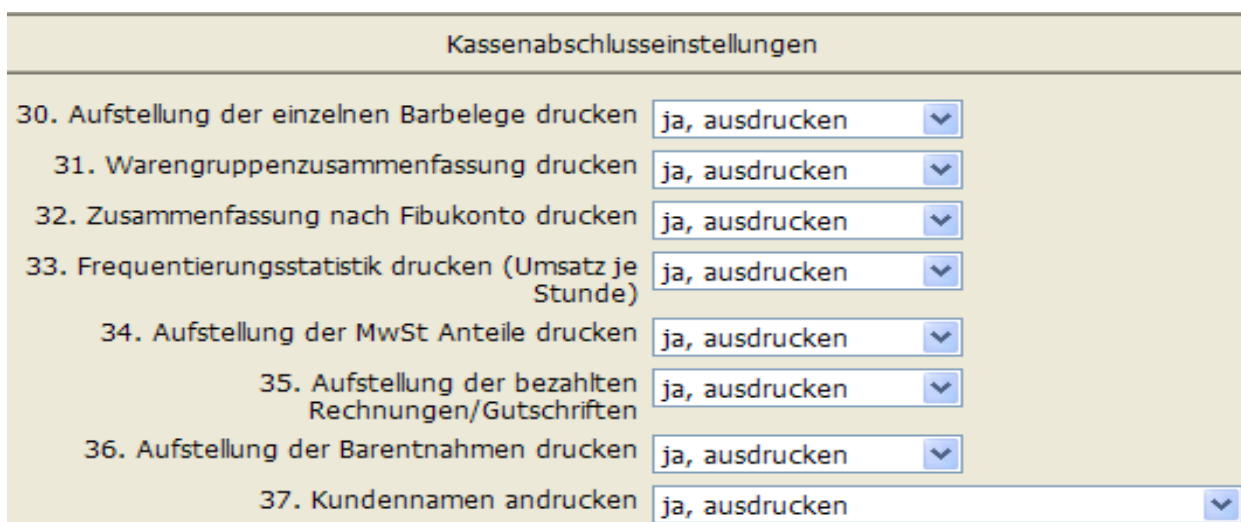 Kassenabschlusseinstellungen
30. Aufstellung der einzelnen Barbelege drucken ja, ausdrucken
31. Warengruppenzusammenfassung drucken ja, ausdrucken
32. Zusammenfassung nach Fibukonto drucken ja, ausdrucken
33. Frequentierungsstatistik drucken (Umsatz je ja, ausdrucken
Stunde)
34. Aufstellung der MwSt Anteile drucken ja, ausdrucken
35. Aufstellung der bezahlten ja, ausdrucken
Rechnungen/Gutschriften
36. Aufstellung der Barentnahmen drucken ja, ausdrucken
37. Kundennamen andrucken ja, ausdrucken